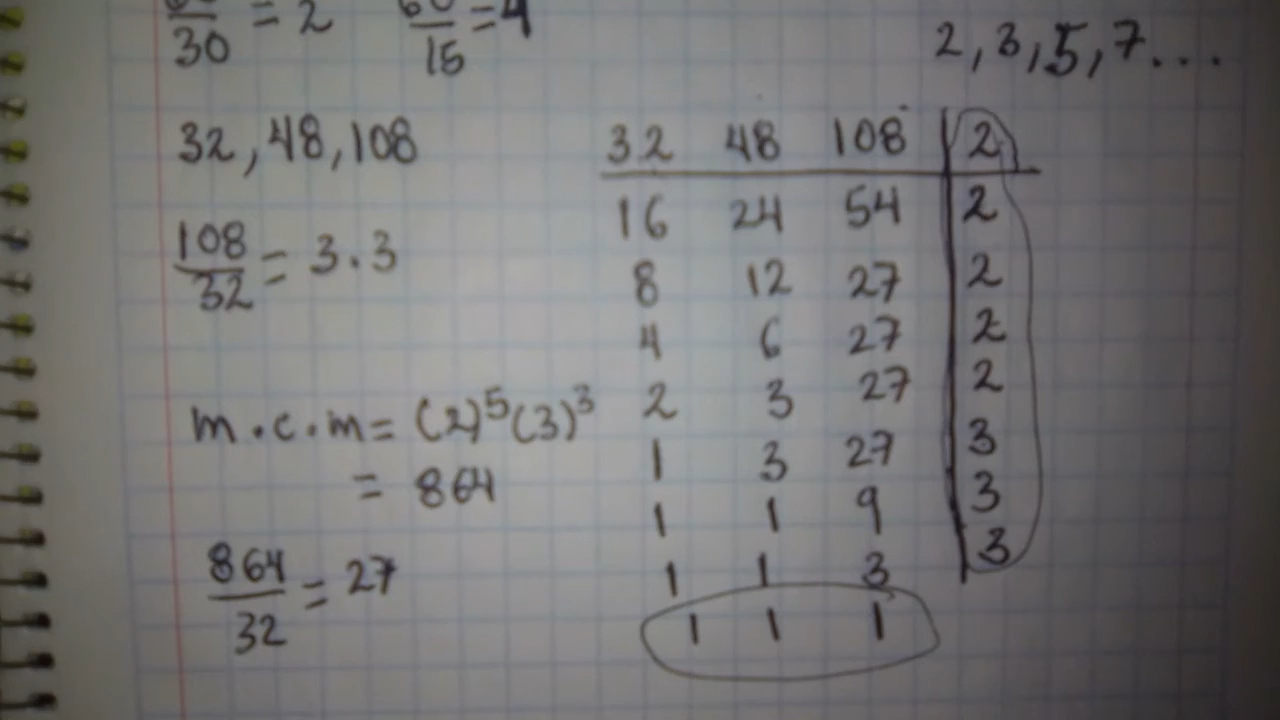 /30 = 2 /15 = 4
2, 3, 5, 7...
32, 48, 108
108/32 = 3.3
m.c.m = (2)^5 (3)^3
= 864
864/32 = 27
32 48 108 | 2
16 24 54 | 2
8 12 27 | 2
4 6 27 | 2
2 3 27 | 2
1 3 27 | 3
1 1 9 | 3
1 1 3 | 3
1 1 1